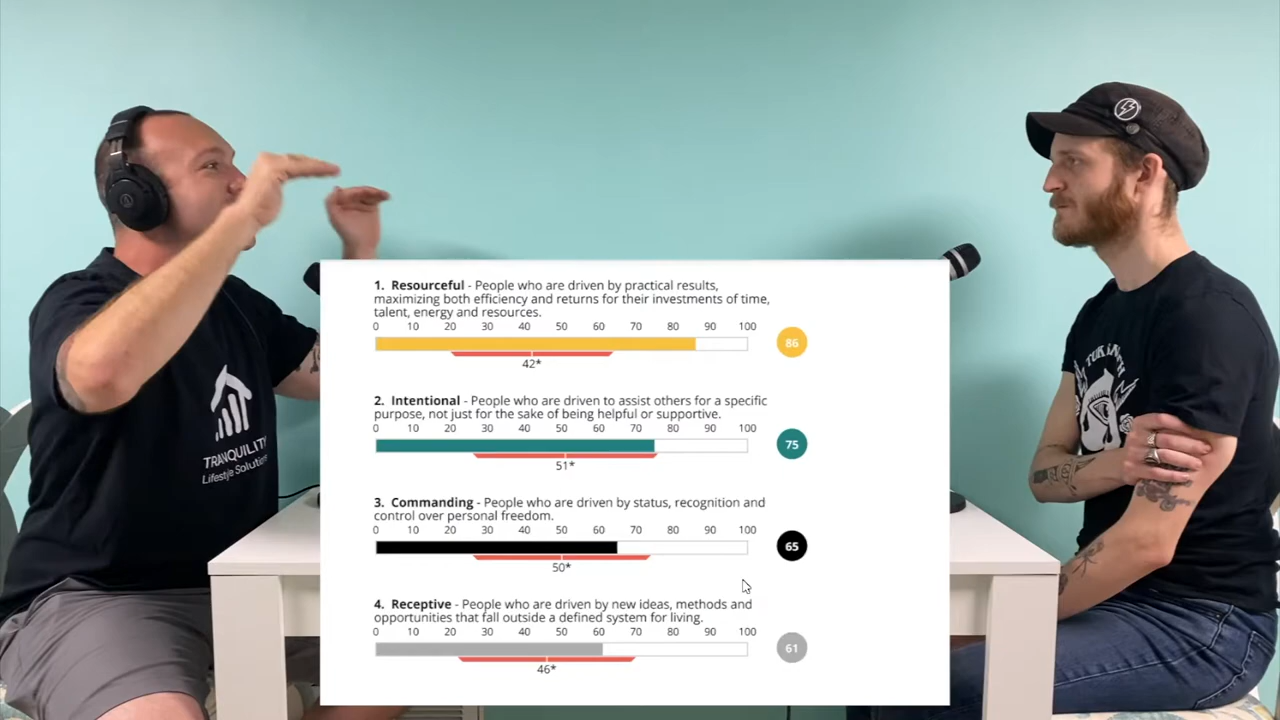 1. Resourceful - People who are driven by practical results,
maximizing both efficiency and returns for their investments of time,
talent, energy and resources.
0 10 20 30 40 50 60 70 80 90 100
86
42*
2. Intentional - People who are driven to assist others for a specific
purpose, not just for the sake of being helpful or supportive.
0 10 20 30 40 50 60 70 80 90 100
75
51*
3. Commanding - People who are driven by status, recognition and
control over personal freedom.
0 10 20 30 40 50 60 70 80 90 100
65
50*
4. Receptive - People who are driven by new ideas, methods and
opportunities that fall outside a defined system for living.
0 10 20 30 40 50 60 70 80 90 100
61
46*
TRANQUILITY
Lifestyle Solutions